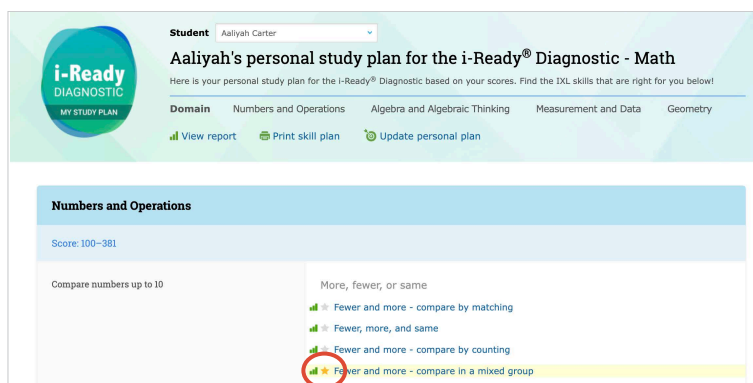 Student Aaliyah Carter
Aaliyah's personal study plan for the i-Ready® Diagnostic - Math
i-Ready
DIAGNOSTIC
MY STUDY PLAN
Here is your personal study plan for the i-Ready® Diagnostic based on your scores. Find the IXL skills that are right for you below!
Domain Numbers and Operations Algebra and Algebraic Thinking Measurement and Data Geometry
View report Print skill plan Update personal plan
Numbers and Operations
Score: 100–381
Compare numbers up to 10
More, fewer, or same
Fewer and more - compare by matching
Fewer, more, and same
Fewer and more - compare by counting
Fewer and more - compare in a mixed group